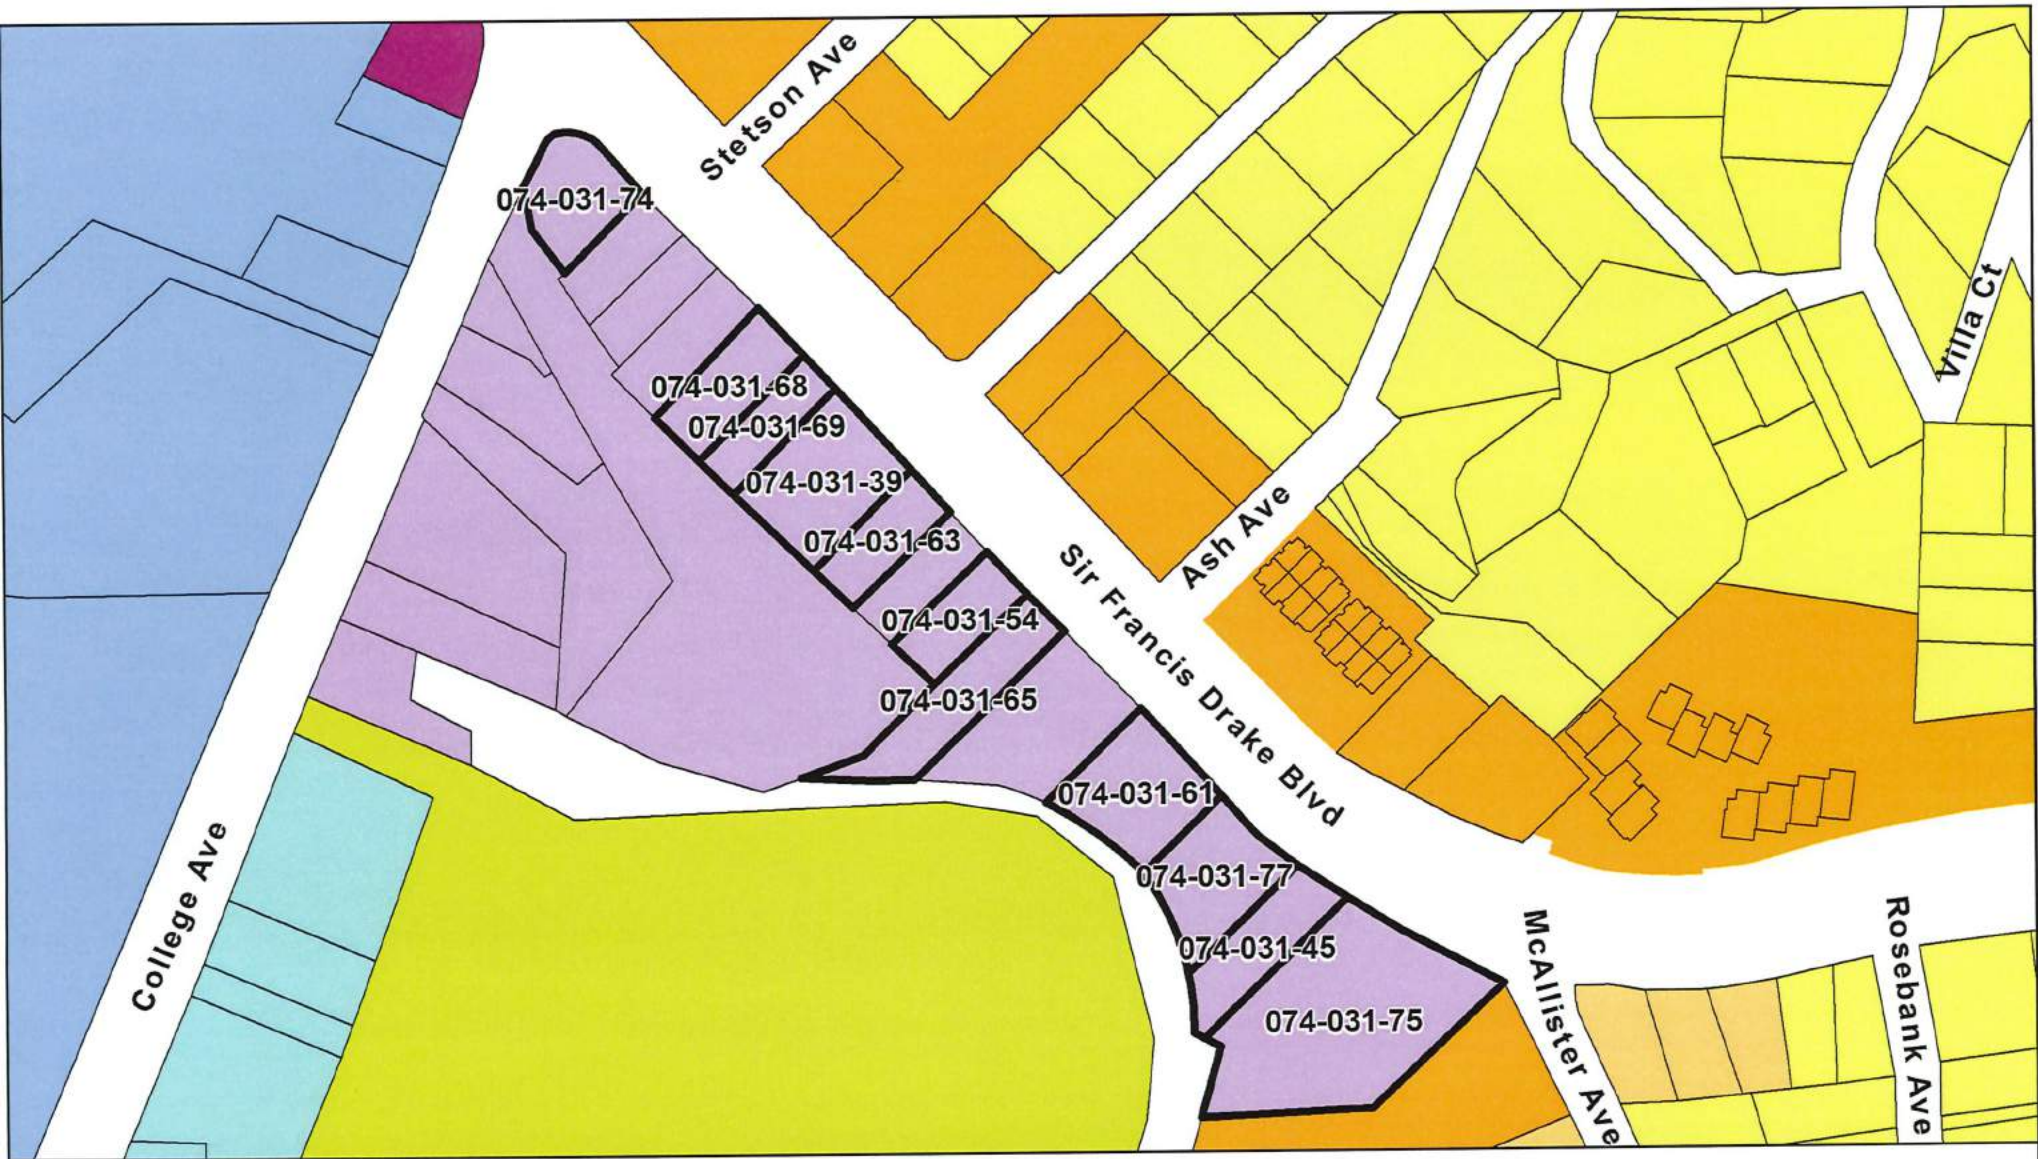 Stetson Ave
074-031-74
Villa Ct
074-031-68
074-031-69
074-031-39
074-031-63
Ash Ave
074-031-54
Sir Francis Drake Blvd
074-031-65
074-031-61
074-031-77
College Ave
074-031-45
074-031-75
McAllister Ave
Rosebank Ave